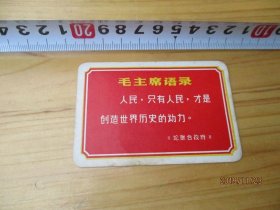 毛主席语录
人民，只有人民，才是
创造世界历史的动力。
《论联合政府》